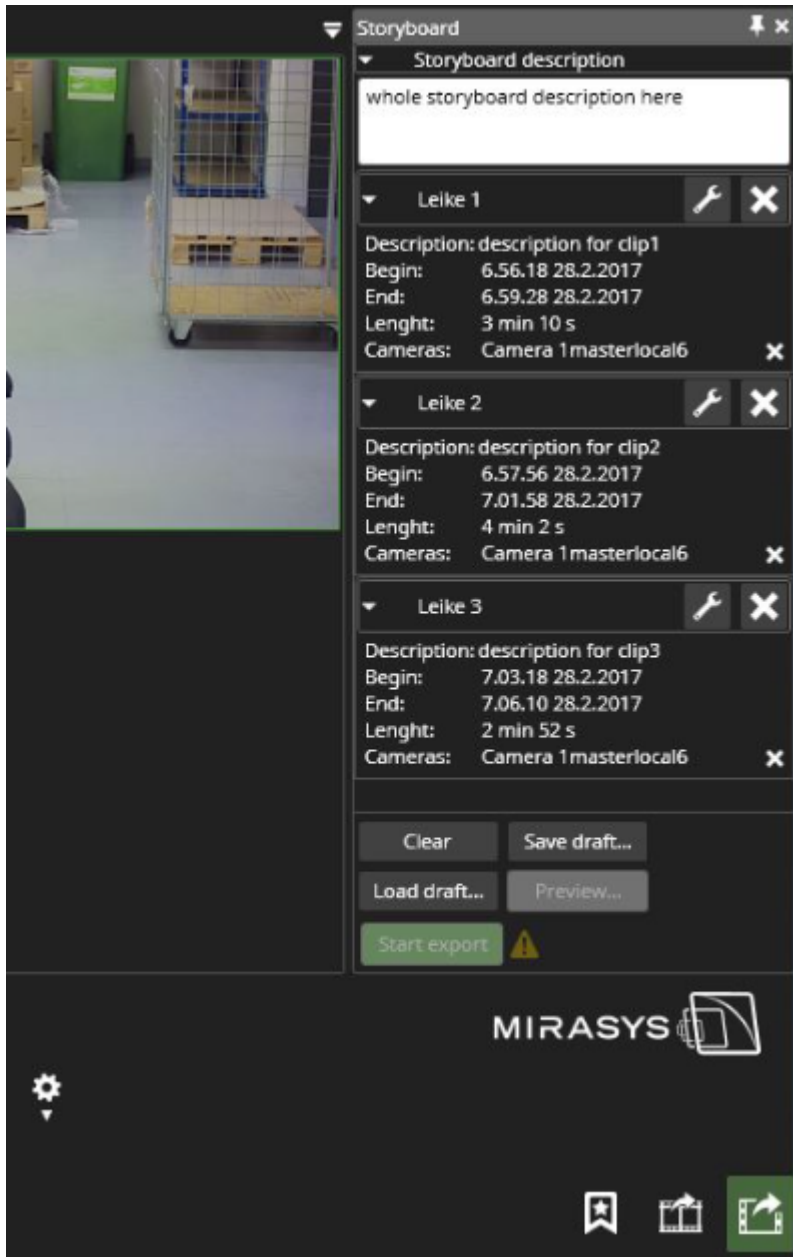 Storyboard
Storyboard description
whole storyboard description here
Leike 1
Description: description for clip1
Begin: 6.56.18 28.2.2017
End: 6.59.28 28.2.2017
Lenght: 3 min 10 s
Cameras: Camera 1masterlocal6
Leike 2
Description: description for clip2
Begin: 6.57.56 28.2.2017
End: 7.01.58 28.2.2017
Lenght: 4 min 2 s
Cameras: Camera 1masterlocal6
Leike 3
Description: description for clip3
Begin: 7.03.18 28.2.2017
End: 7.06.10 28.2.2017
Lenght: 2 min 52 s
Cameras: Camera 1masterlocal6
Clear Save draft...
Load draft... Preview...
Start export
MIRASYS